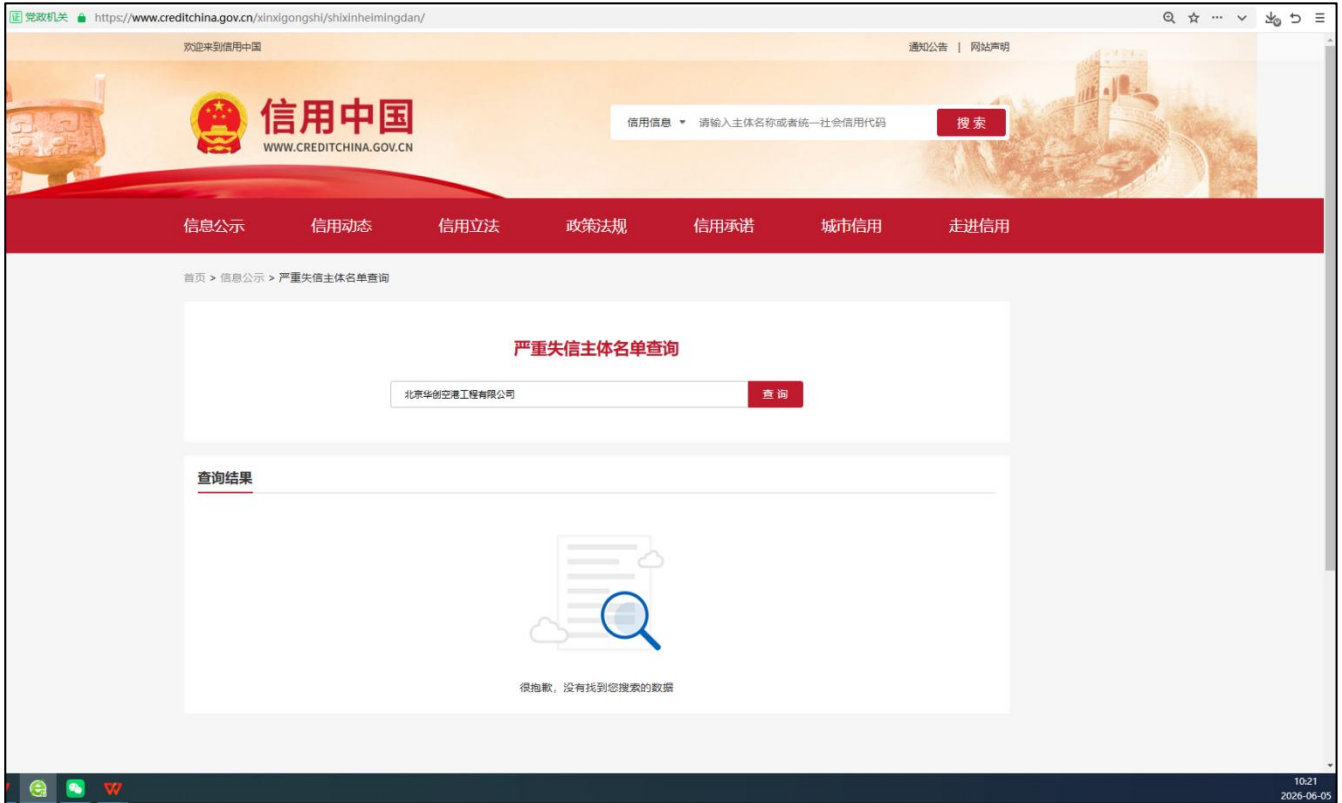 证 党政机关 https://www.creditchina.gov.cn/xinxigongshi/shixinheimingdan/
欢迎来到信用中国 通知公告 | 网站声明
信用中国
WWW.CREDITCHINA.GOV.CN
信用信息 请输入主体名称或者统一社会信用代码 搜索
信息公示 信用动态 信用立法 政策法规 信用承诺 城市信用 走进信用
首页 > 信息公示 > 严重失信主体名单查询
严重失信主体名单查询
北京华创空港工程有限公司 查询
查询结果
很抱歉，没有找到您搜索的数据
10:21
2026-06-05